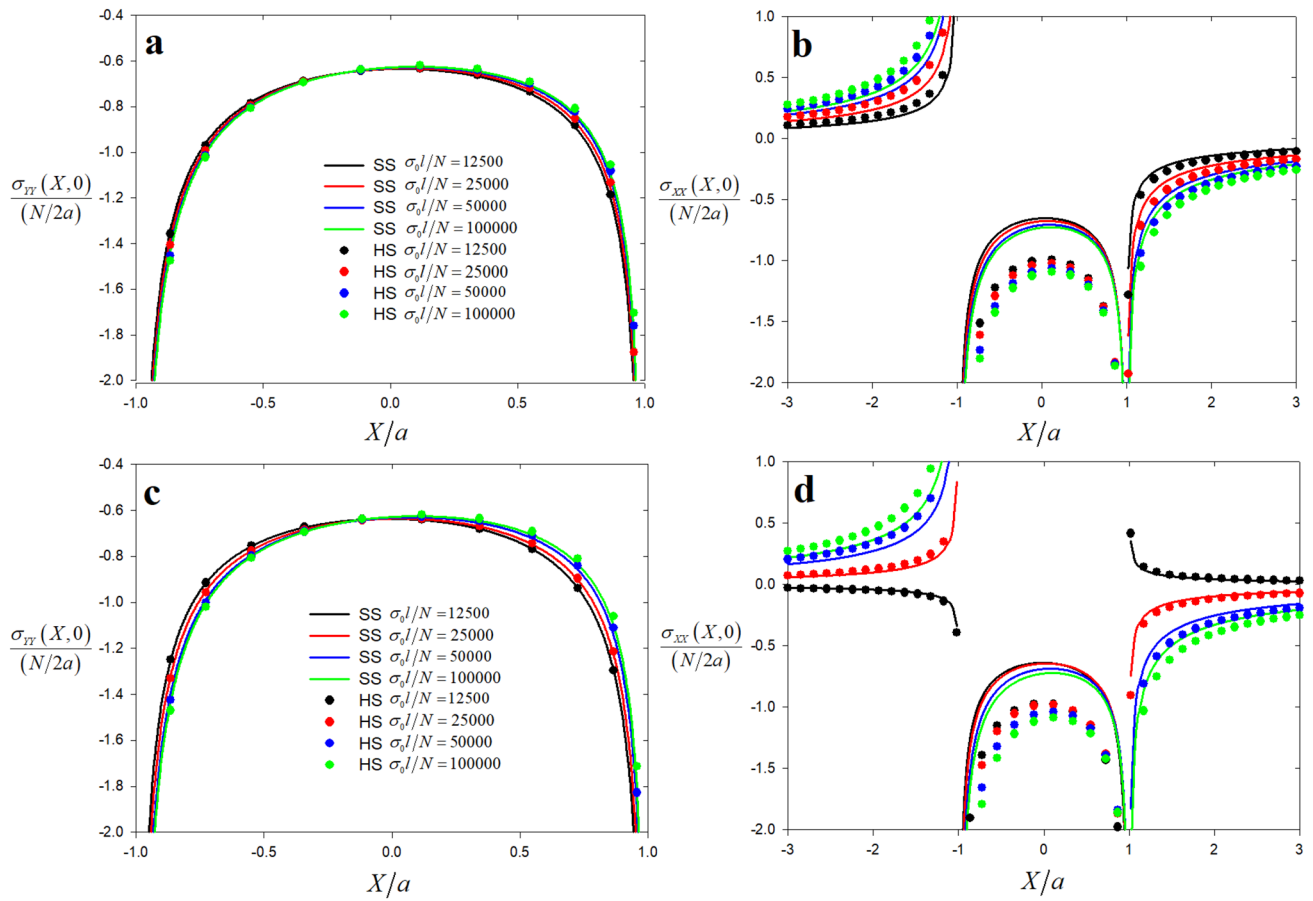 a
-0.4
-0.6
-0.8
-1.0
-1.2
-1.4
-1.6
-1.8
-2.0
σYY(X,0)
(N/2a)
SS σ₀l/N = 12500
SS σ₀l/N = 25000
SS σ₀l/N = 50000
SS σ₀l/N = 100000
HS σ₀l/N = 12500
HS σ₀l/N = 25000
HS σ₀l/N = 50000
HS σ₀l/N = 100000
-1.0 -0.5 0.0 0.5 1.0
X/a
b
1.0
0.5
0.0
-0.5
-1.0
-1.5
-2.0
σXX(X,0)
(N/2a)
-3 -2 -1 0 1 2 3
X/a
c
-0.4
-0.6
-0.8
-1.0
-1.2
-1.4
-1.6
-1.8
-2.0
σYY(X,0)
(N/2a)
SS σ₀l/N = 12500
SS σ₀l/N = 25000
SS σ₀l/N = 50000
SS σ₀l/N = 100000
HS σ₀l/N = 12500
HS σ₀l/N = 25000
HS σ₀l/N = 50000
HS σ₀l/N = 100000
-1.0 -0.5 0.0 0.5 1.0
X/a
d
1.0
0.5
0.0
-0.5
-1.0
-1.5
-2.0
σXX(X,0)
(N/2a)
-3 -2 -1 0 1 2 3
X/a